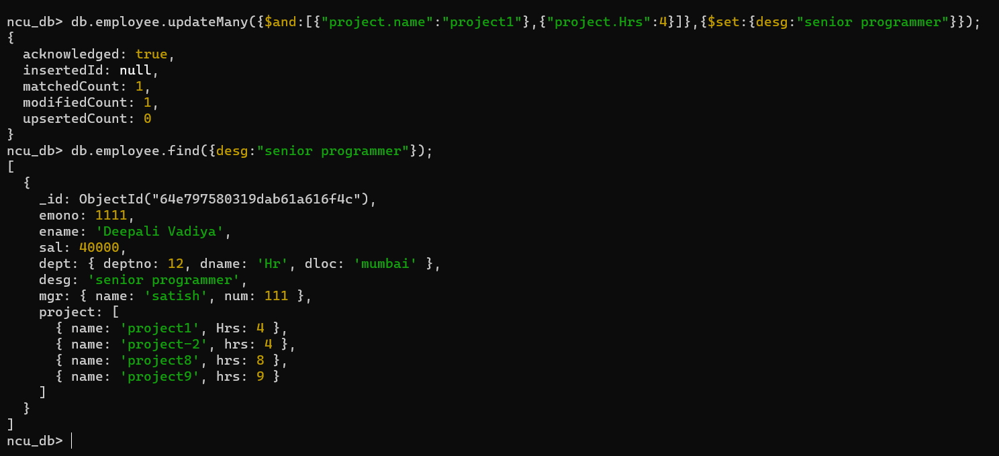 ncu_db> db.employee.updateMany({$and:[{"project.name":"project1"},{"project.Hrs":4}]},{$set:{desg:"senior programmer"}});
{
  acknowledged: true,
  insertedId: null,
  matchedCount: 1,
  modifiedCount: 1,
  upsertedCount: 0
}
ncu_db> db.employee.find({desg:"senior programmer"});
[
  {
    _id: ObjectId("64e797580319dab61a616f4c"),
    emono: 1111,
    ename: 'Deepali Vadiya',
    sal: 40000,
    dept: { deptno: 12, dname: 'Hr', dloc: 'mumbai' },
    desg: 'senior programmer',
    mgr: { name: 'satish', num: 111 },
    project: [
      { name: 'project1', Hrs: 4 },
      { name: 'project-2', hrs: 4 },
      { name: 'project8', hrs: 8 },
      { name: 'project9', hrs: 9 }
    ]
  }
]
ncu_db>